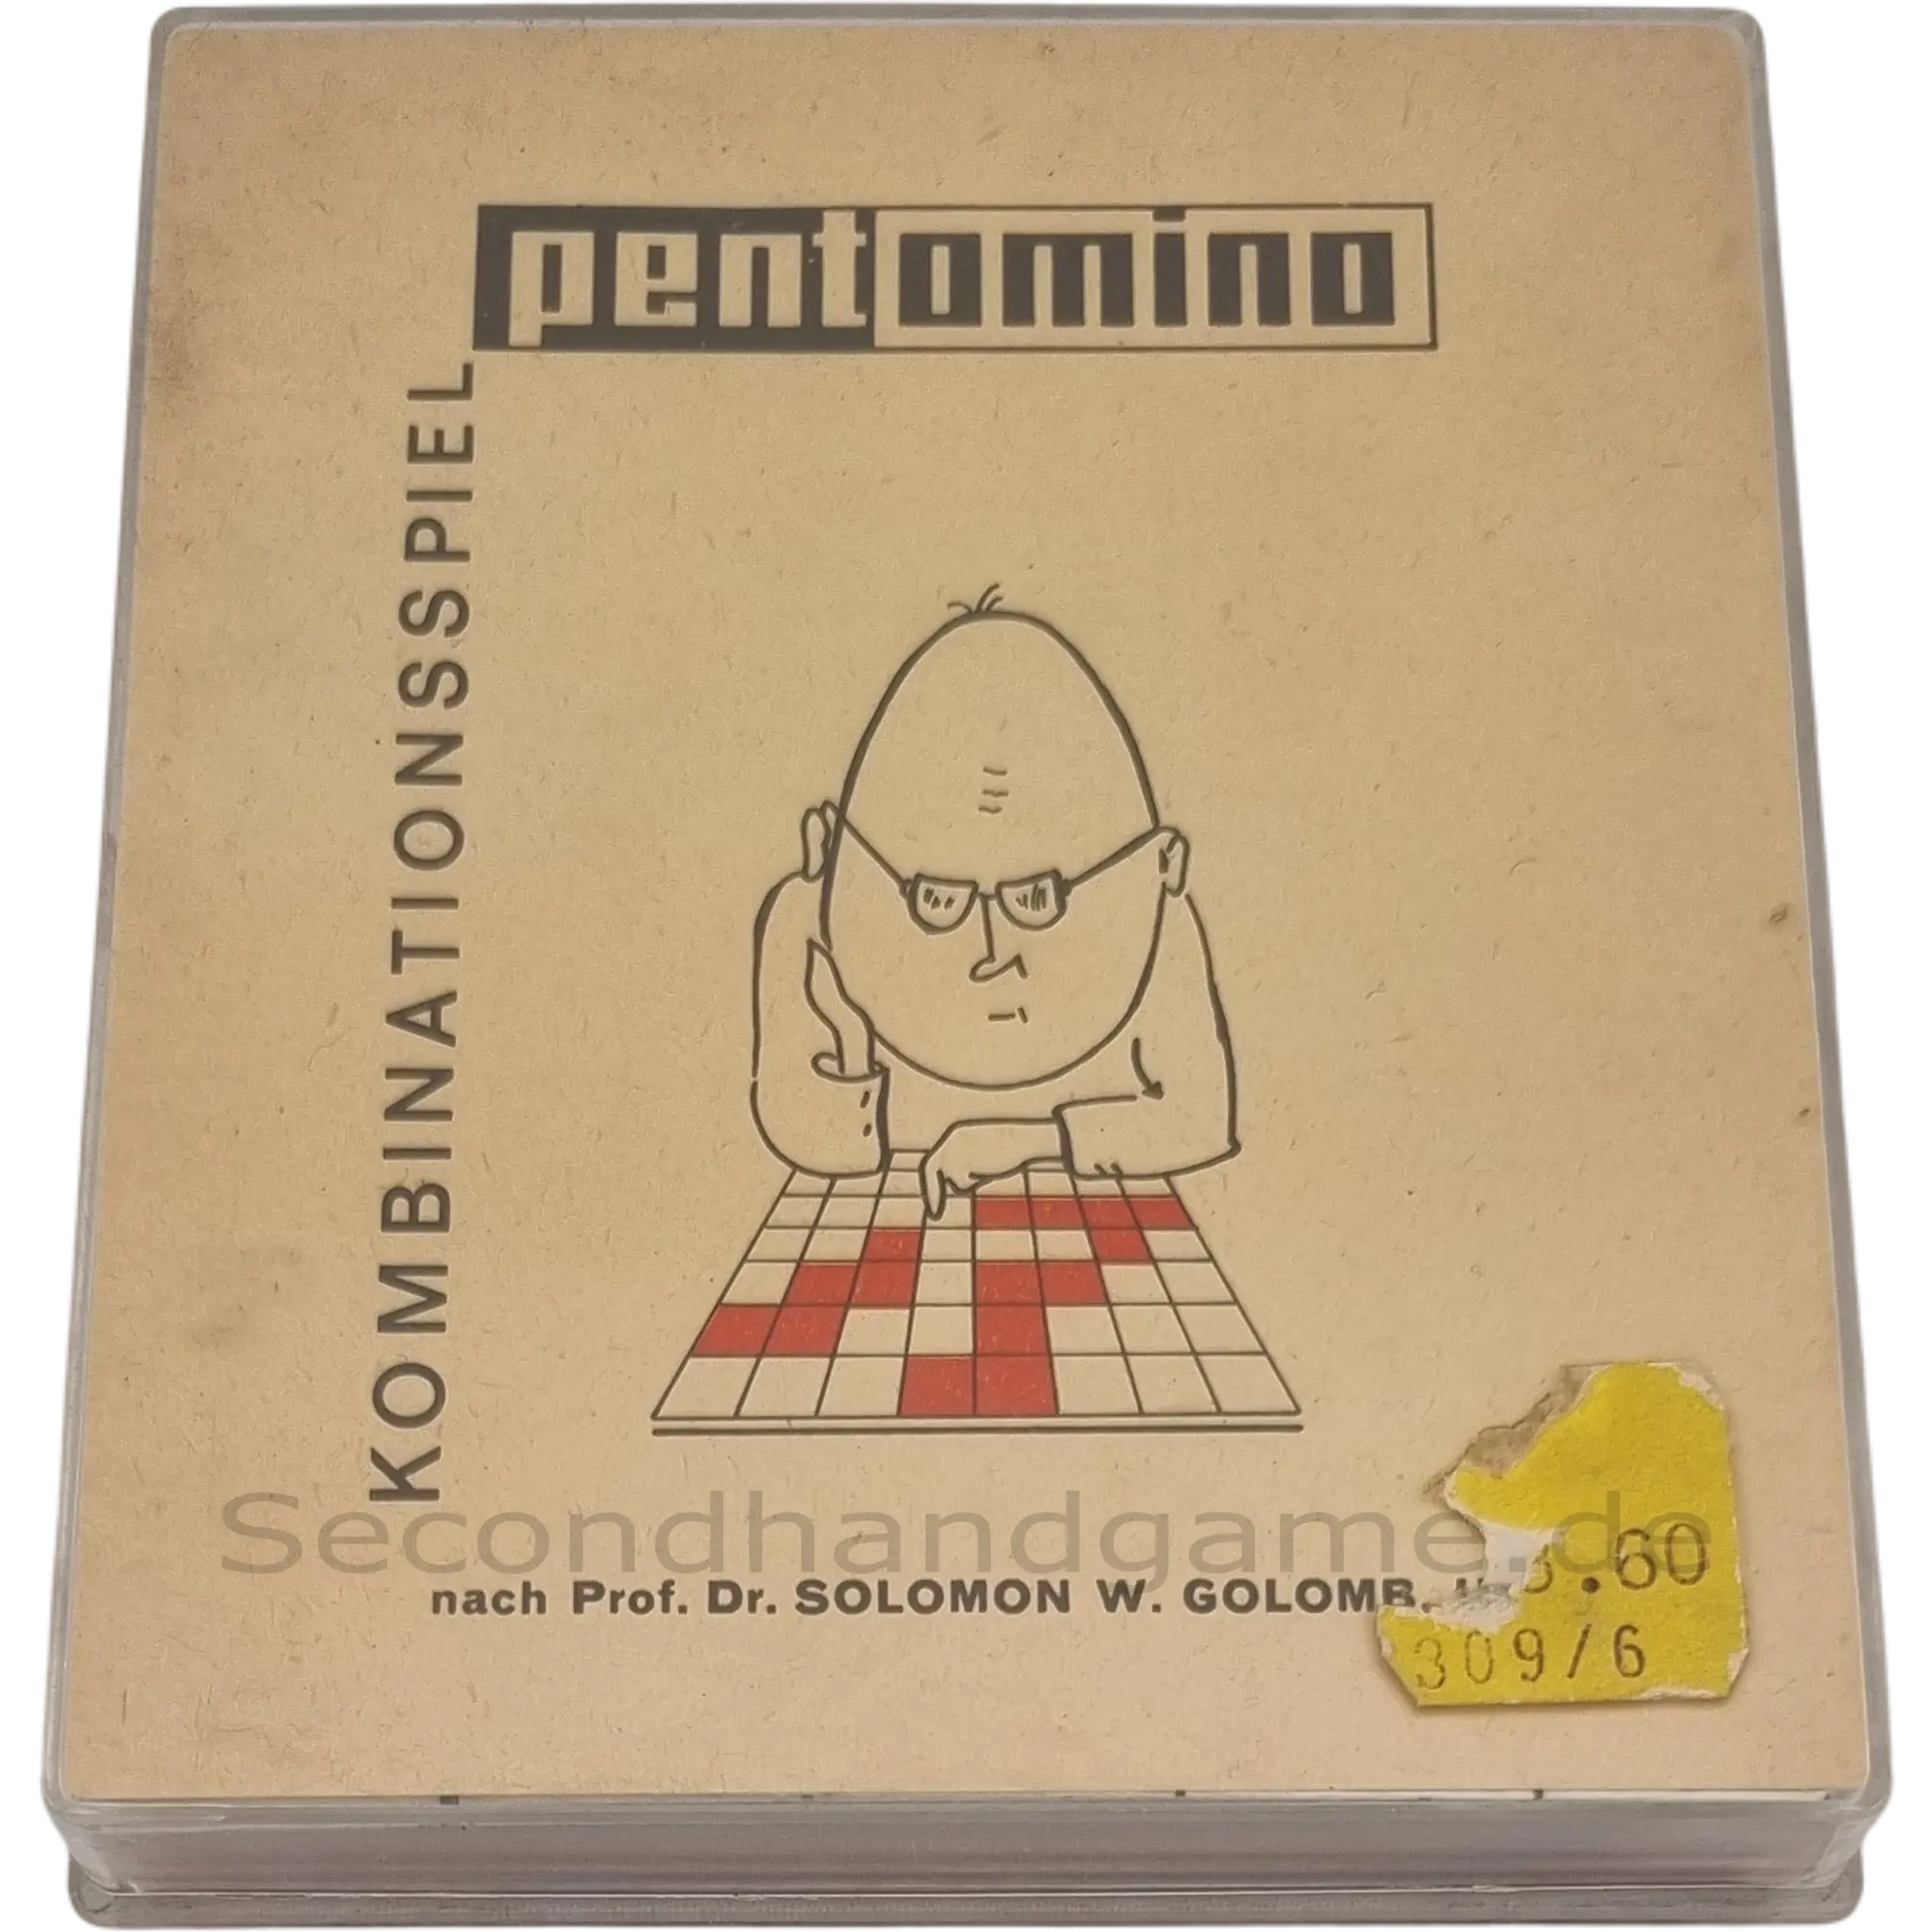 pentomino
KOMBINATIONSSPIEL
Secondhandgame.de
nach Prof. Dr. SOLOMON W. GOLOMB.
.60
309/6